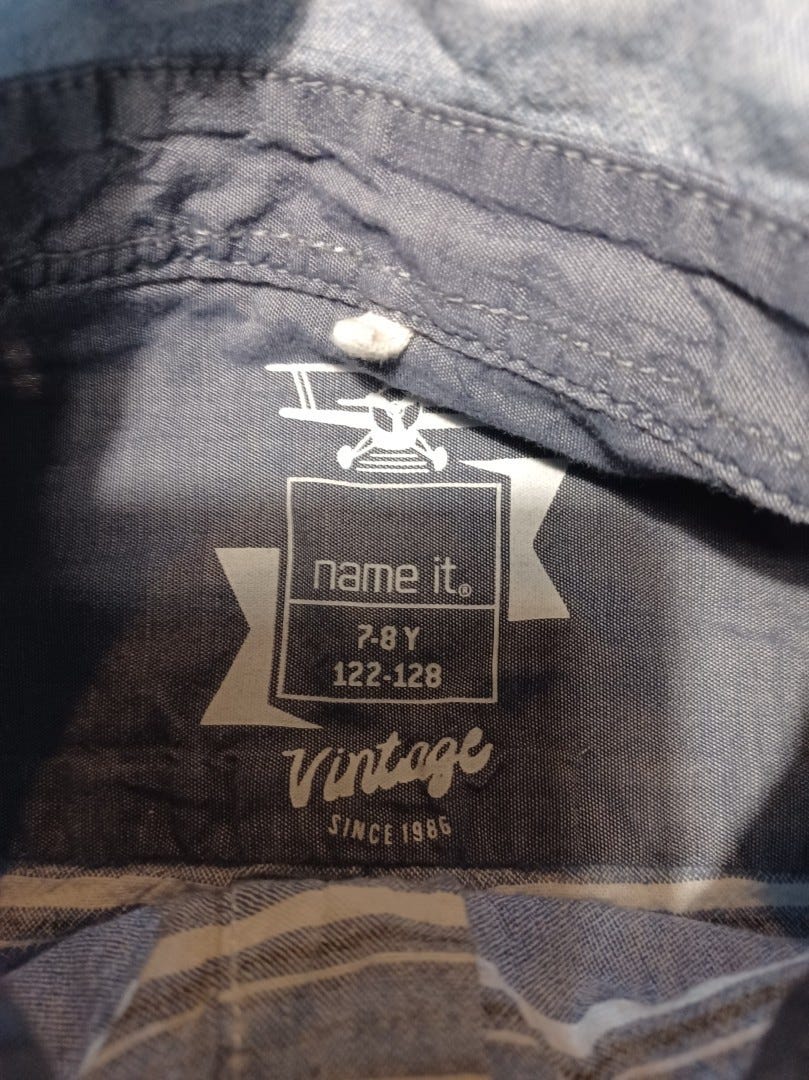 name it.®
7-8 Y
122-128
Vintage
SINCE 1986